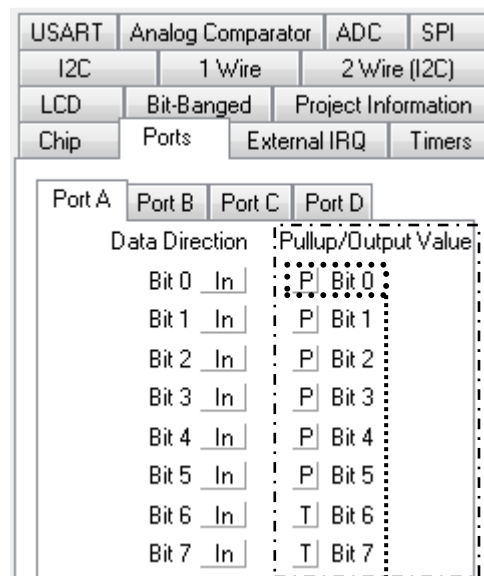 USART Analog Comparator ADC SPI
I2C 1 Wire 2 Wire (I2C)
LCD Bit-Banged Project Information
Chip Ports External IRQ Timers
Port A Port B Port C Port D
Data Direction Pullup/Output Value
Bit 0 In P Bit 0
Bit 1 In P Bit 1
Bit 2 In P Bit 2
Bit 3 In P Bit 3
Bit 4 In P Bit 4
Bit 5 In P Bit 5
Bit 6 In T Bit 6
Bit 7 In T Bit 7